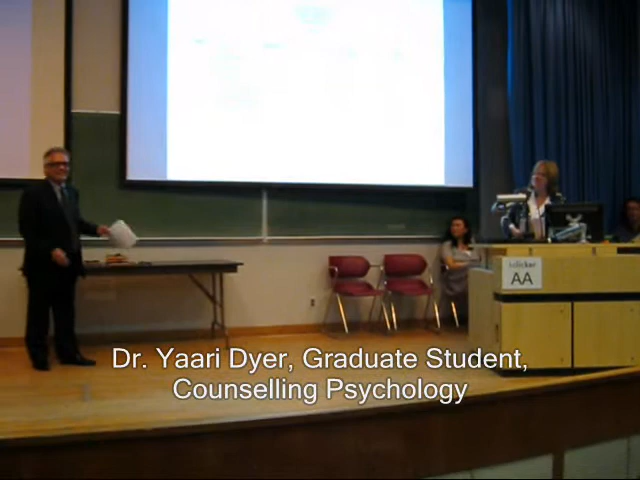 AA
Dr. Yaari Dyer, Graduate Student,
Counselling Psychology